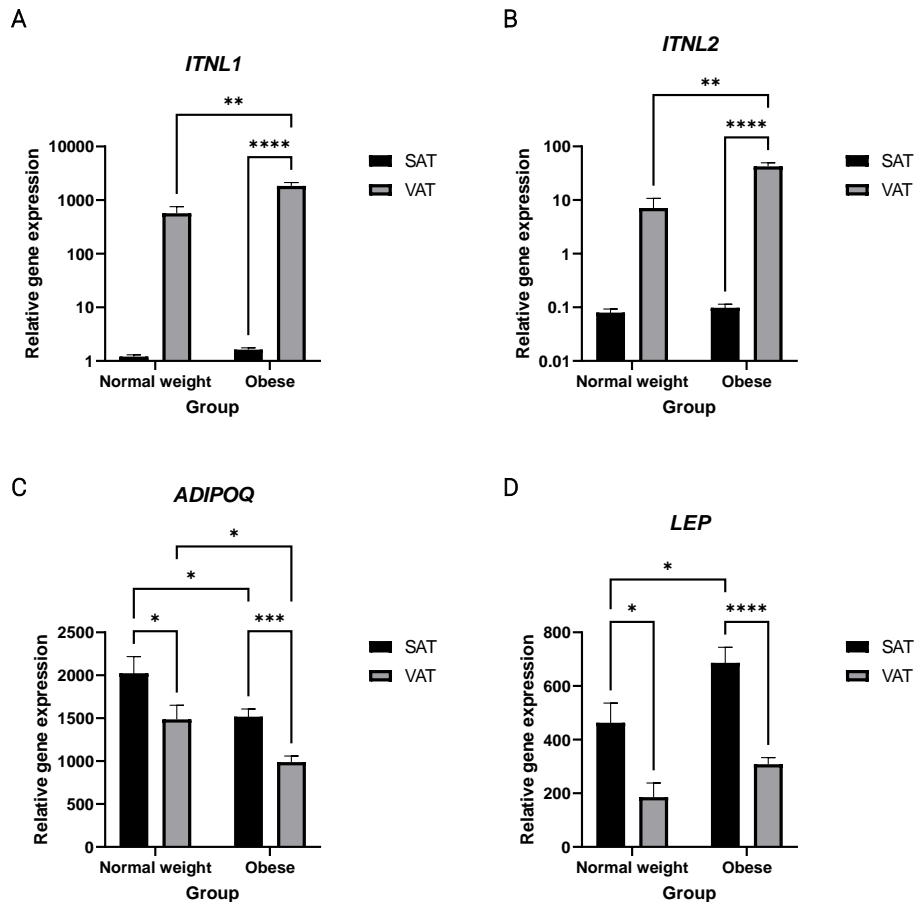 A
ITNL1
**
****
Relative gene expression
10000
1000
100
10
1
Normal weight
Obese
Group
SAT
VAT
B
ITNL2
**
****
Relative gene expression
100
10
1
0.1
0.01
Normal weight
Obese
Group
SAT
VAT
C
ADIPOQ
*
*
*
***
Relative gene expression
2500
2000
1500
1000
500
0
Normal weight
Obese
Group
SAT
VAT
D
LEP
*
*
****
Relative gene expression
800
600
400
200
0
Normal weight
Obese
Group
SAT
VAT